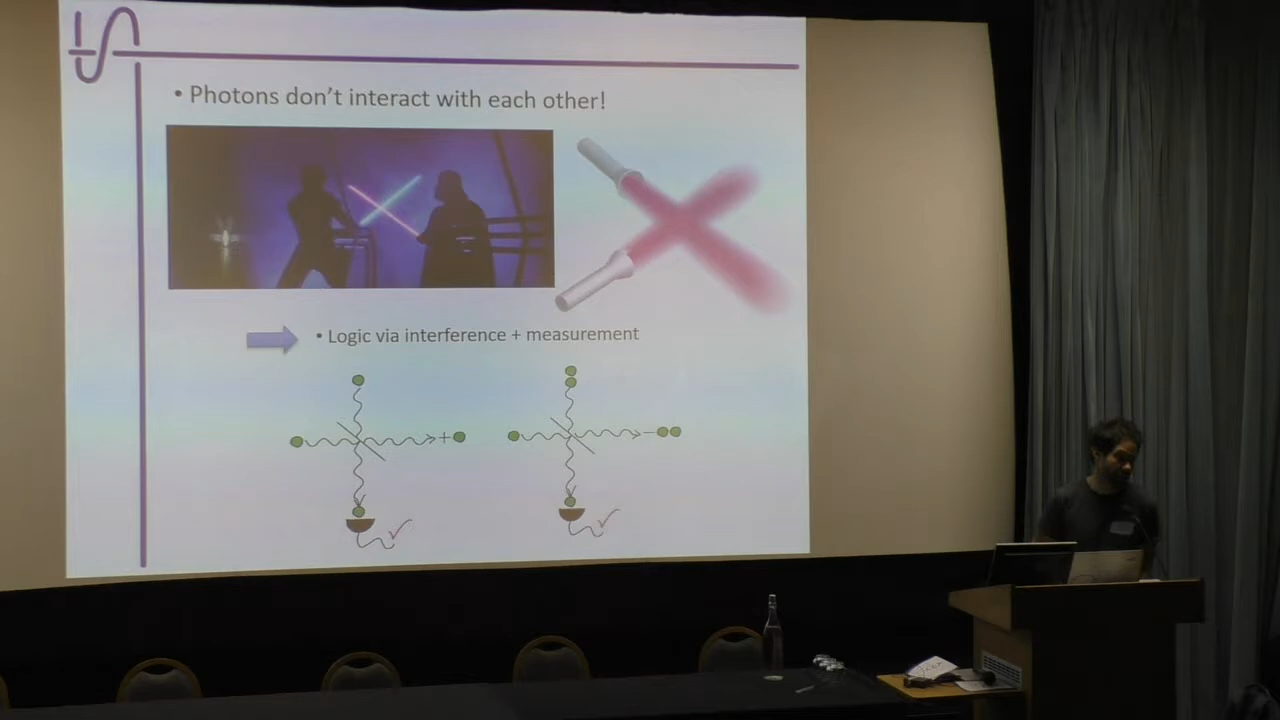 • Photons don't interact with each other!
• Logic via interference + measurement
+
−